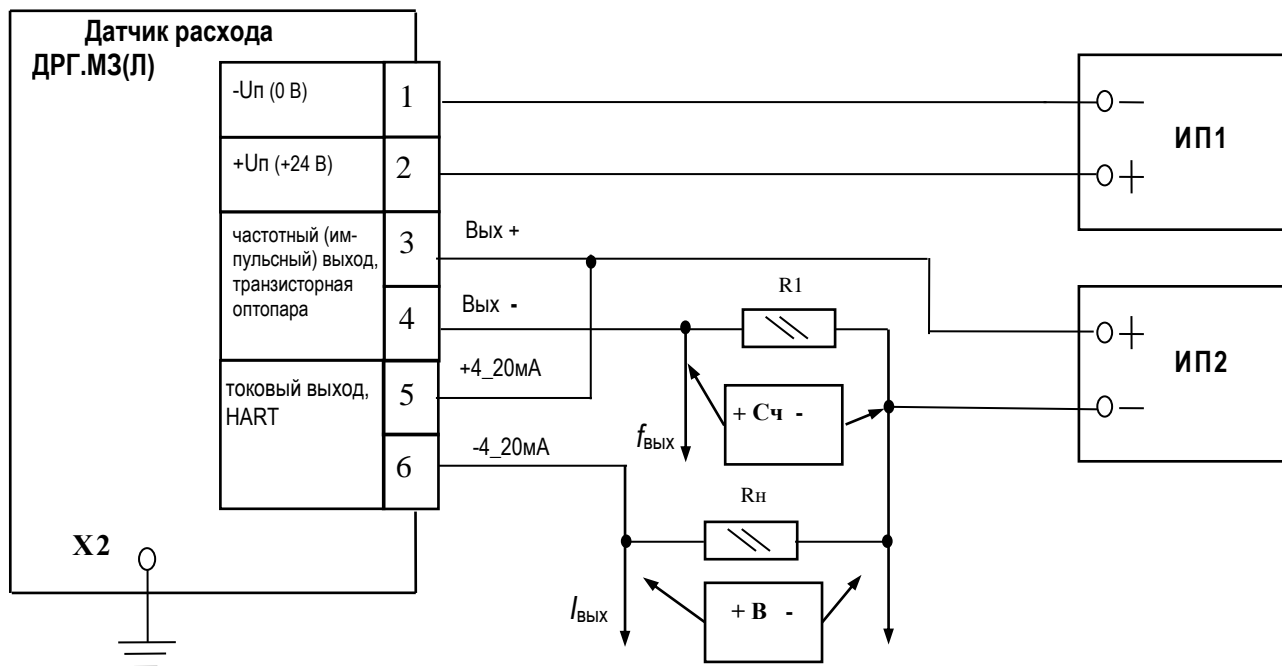 Датчик расхода
ДРГ.МЗ(Л)
-Uп (0 В)
1
+Uп (+24 В)
2
частотный (им-
пульсный) выход,
транзисторная
оптопара
3
Вых +
4
Вых -
токовый выход,
HART
5
+4_20мА
6
-4_20мА
X2
R1
+ Сч -
fвых
Rн
+ В -
Iвых
ИП1
−
+
ИП2
+
−